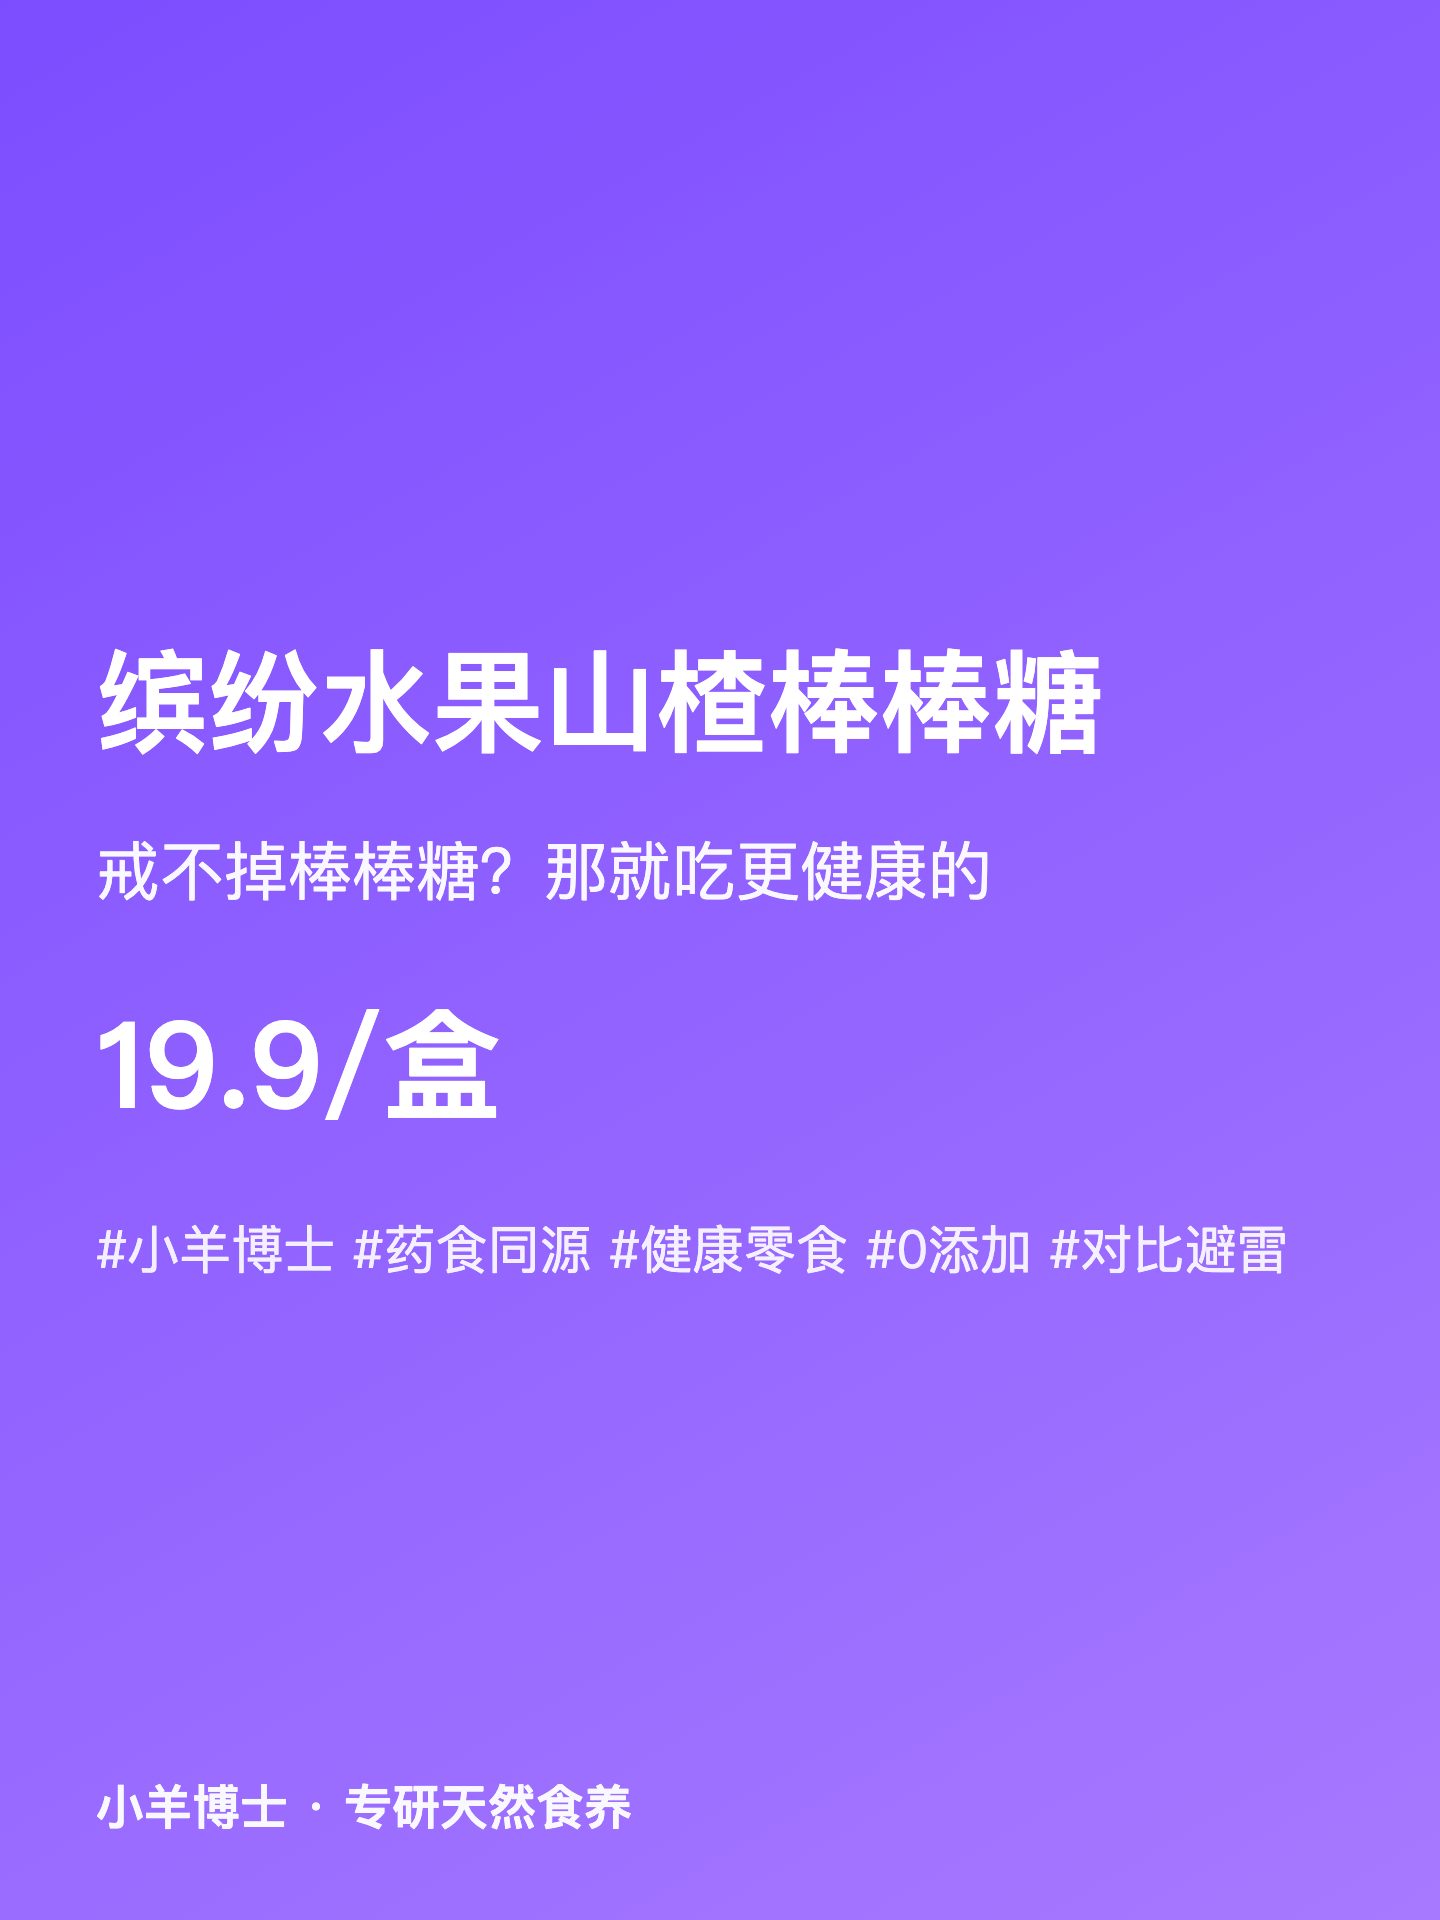 缤纷水果山楂棒棒糖
戒不掉棒棒糖？那就吃更健康的
19.9/盒
#小羊博士 #药食同源 #健康零食 #0添加 #对比避雷
小羊博士 · 专研天然食养